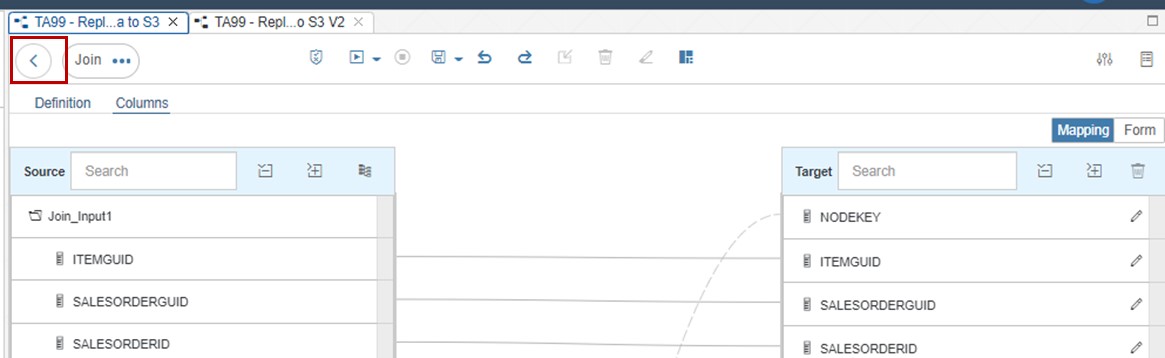 TA99 - Repl...a to S3
TA99 - Repl...o S3 V2
Join
Definition
Columns
Mapping
Form
Source
Search
Target
Search
Join_Input1
NODEKEY
ITEMGUID
ITEMGUID
SALESORDERGUID
SALESORDERGUID
SALESORDERID
SALESORDERID